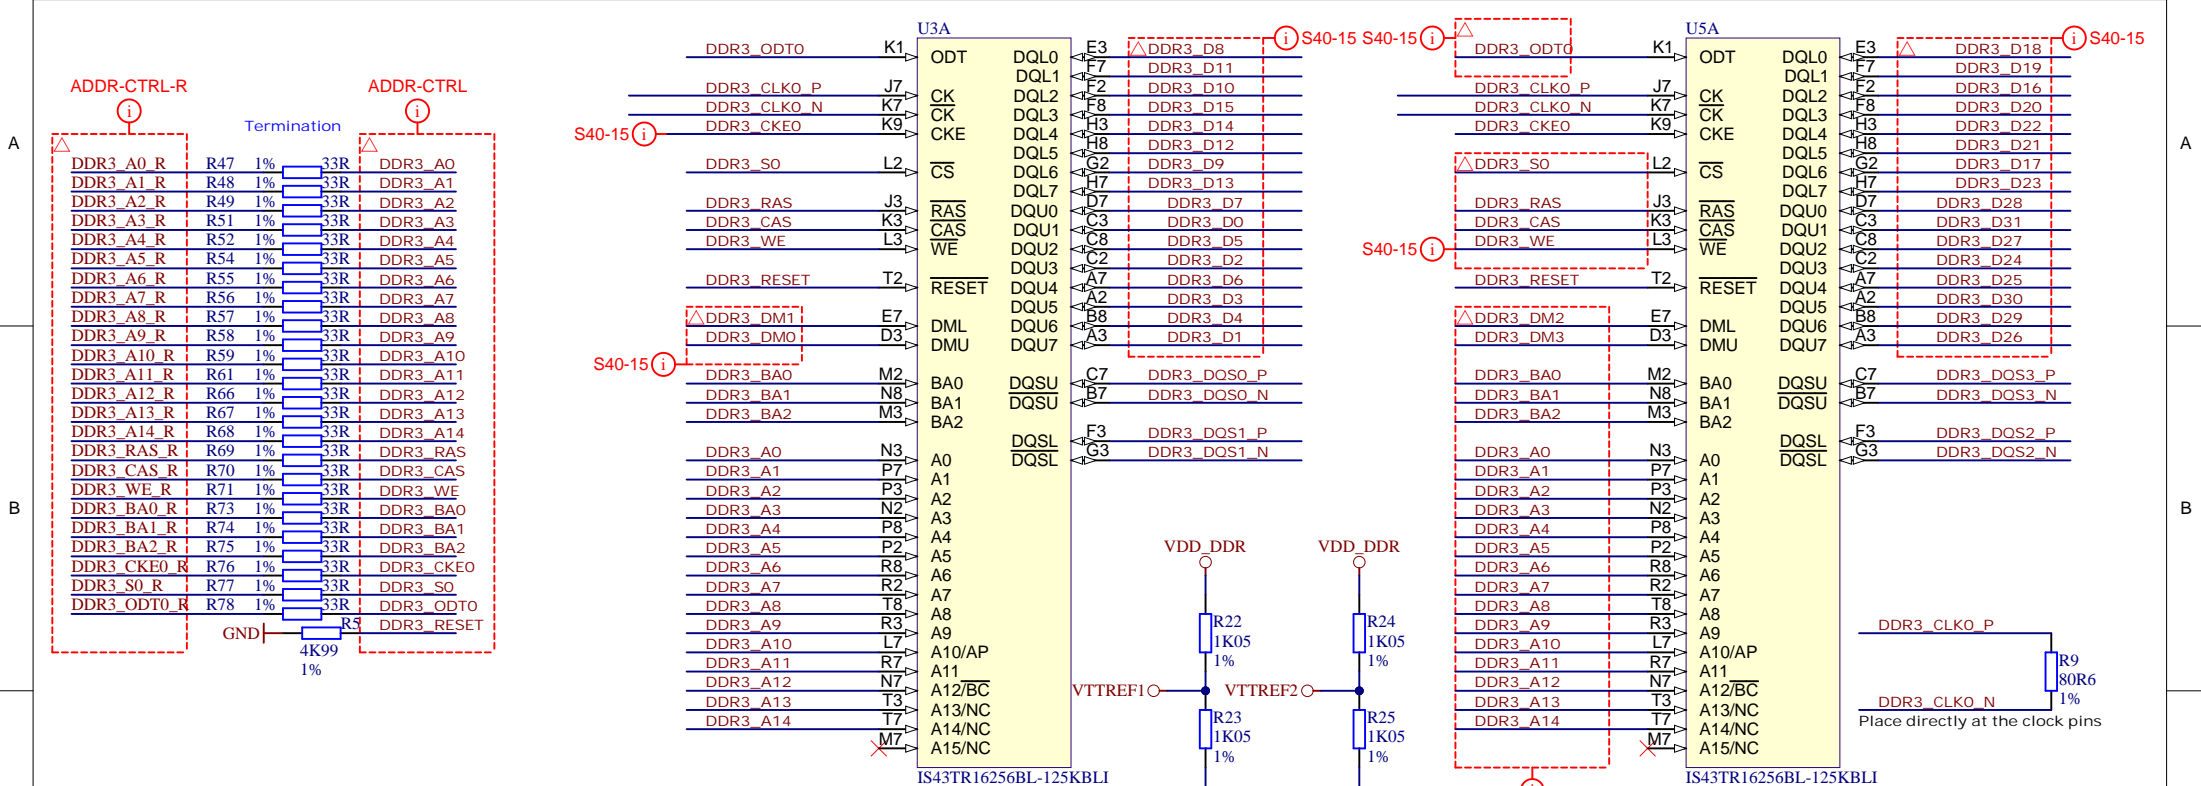 ADDR-CTRL-R
ADDR-CTRL
Termination
DDR3_A0_R R47 1% 33R DDR3_A0
DDR3_A1_R R48 1% 33R DDR3_A1
DDR3_A2_R R49 1% 33R DDR3_A2
DDR3_A3_R R51 1% 33R DDR3_A3
DDR3_A4_R R52 1% 33R DDR3_A4
DDR3_A5_R R54 1% 33R DDR3_A5
DDR3_A6_R R55 1% 33R DDR3_A6
DDR3_A7_R R56 1% 33R DDR3_A7
DDR3_A8_R R57 1% 33R DDR3_A8
DDR3_A9_R R58 1% 33R DDR3_A9
DDR3_A10_R R59 1% 33R DDR3_A10
DDR3_A11_R R61 1% 33R DDR3_A11
DDR3_A12_R R66 1% 33R DDR3_A12
DDR3_A13_R R67 1% 33R DDR3_A13
DDR3_A14_R R68 1% 33R DDR3_A14
DDR3_RAS_R R69 1% 33R DDR3_RAS
DDR3_CAS_R R70 1% 33R DDR3_CAS
DDR3_WE_R R71 1% 33R DDR3_WE
DDR3_BA0_R R73 1% 33R DDR3_BA0
DDR3_BA1_R R74 1% 33R DDR3_BA1
DDR3_BA2_R R75 1% 33R DDR3_BA2
DDR3_CKE0_R R76 1% 33R DDR3_CKE0
DDR3_S0_R R77 1% 33R DDR3_S0
DDR3_ODT0_R R78 1% 33R DDR3_ODT0
GND R5 DDR3_RESET
4K99
1%
A
B
U3A
DDR3_ODT0 K1 ODT
DDR3_CLK0_P J7 CK
DDR3_CLK0_N K7 CK
S40-15 i DDR3_CKE0 K9 CKE
DDR3_S0 L2 CS
DDR3_RAS J3 RAS
DDR3_CAS K3 CAS
DDR3_WE L3 WE
DDR3_RESET T2 RESET
DDR3_DM1 E7 DML
DDR3_DM0 D3 DMU
S40-15 i
DDR3_BA0 M2 BA0
DDR3_BA1 N8 BA1
DDR3_BA2 M3 BA2
DDR3_A0 N3 A0
DDR3_A1 P7 A1
DDR3_A2 P3 A2
DDR3_A3 N2 A3
DDR3_A4 P8 A4
DDR3_A5 P2 A5
DDR3_A6 R8 A6
DDR3_A7 R2 A7
DDR3_A8 T8 A8
DDR3_A9 R3 A9
DDR3_A10 L7 A10/AP
DDR3_A11 R7 A11
DDR3_A12 N7 A12/BC
DDR3_A13 T3 A13/NC
DDR3_A14 T7 A14/NC
M7 A15/NC
IS43TR16256BL-125KBLI
i S40-15
DQL0 E3 DDR3_D8
DQL1 F7 DDR3_D11
DQL2 F2 DDR3_D10
DQL3 F8 DDR3_D15
DQL4 H3 DDR3_D14
DQL5 H8 DDR3_D12
DQL6 G2 DDR3_D9
DQL7 H7 DDR3_D13
DQU0 D7 DDR3_D7
DQU1 C3 DDR3_D0
DQU2 C8 DDR3_D5
DQU3 C2 DDR3_D2
DQU4 A7 DDR3_D6
DQU5 A2 DDR3_D3
DQU6 B8 DDR3_D4
DQU7 A3 DDR3_D1
DQSU C7 DDR3_DQS0_P
DQSU B7 DDR3_DQS0_N
DQSL F3 DDR3_DQS1_P
DQSL G3 DDR3_DQS1_N
VDD_DDR
R22
1K05
1%
VTTREF1
R23
1K05
1%
VDD_DDR
R24
1K05
1%
VTTREF2
R25
1K05
1%
U5A
S40-15 i
DDR3_ODT0 K1 ODT
DDR3_CLK0_P J7 CK
DDR3_CLK0_N K7 CK
DDR3_CKE0 K9 CKE
DDR3_S0 L2 CS
DDR3_RAS J3 RAS
DDR3_CAS K3 CAS
S40-15 i DDR3_WE L3 WE
DDR3_RESET T2 RESET
DDR3_DM2 E7 DML
DDR3_DM3 D3 DMU
DDR3_BA0 M2 BA0
DDR3_BA1 N8 BA1
DDR3_BA2 M3 BA2
DDR3_A0 N3 A0
DDR3_A1 P7 A1
DDR3_A2 P3 A2
DDR3_A3 N2 A3
DDR3_A4 P8 A4
DDR3_A5 P2 A5
DDR3_A6 R8 A6
DDR3_A7 R2 A7
DDR3_A8 T8 A8
DDR3_A9 R3 A9
DDR3_A10 L7 A10/AP
DDR3_A11 R7 A11
DDR3_A12 N7 A12/BC
DDR3_A13 T3 A13/NC
DDR3_A14 T7 A14/NC
M7 A15/NC
IS43TR16256BL-125KBLI
i S40-15
DQL0 E3 DDR3_D18
DQL1 F7 DDR3_D19
DQL2 F2 DDR3_D16
DQL3 F8 DDR3_D20
DQL4 H3 DDR3_D22
DQL5 H8 DDR3_D21
DQL6 G2 DDR3_D17
DQL7 H7 DDR3_D23
DQU0 D7 DDR3_D28
DQU1 C3 DDR3_D31
DQU2 C8 DDR3_D27
DQU3 C2 DDR3_D24
DQU4 A7 DDR3_D25
DQU5 A2 DDR3_D30
DQU6 B8 DDR3_D29
DQU7 A3 DDR3_D26
DQSU C7 DDR3_DQS3_P
DQSU B7 DDR3_DQS3_N
DQSL F3 DDR3_DQS2_P
DQSL G3 DDR3_DQS2_N
DDR3_CLK0_P
R9
80R6
1%
DDR3_CLK0_N
Place directly at the clock pins
A
B